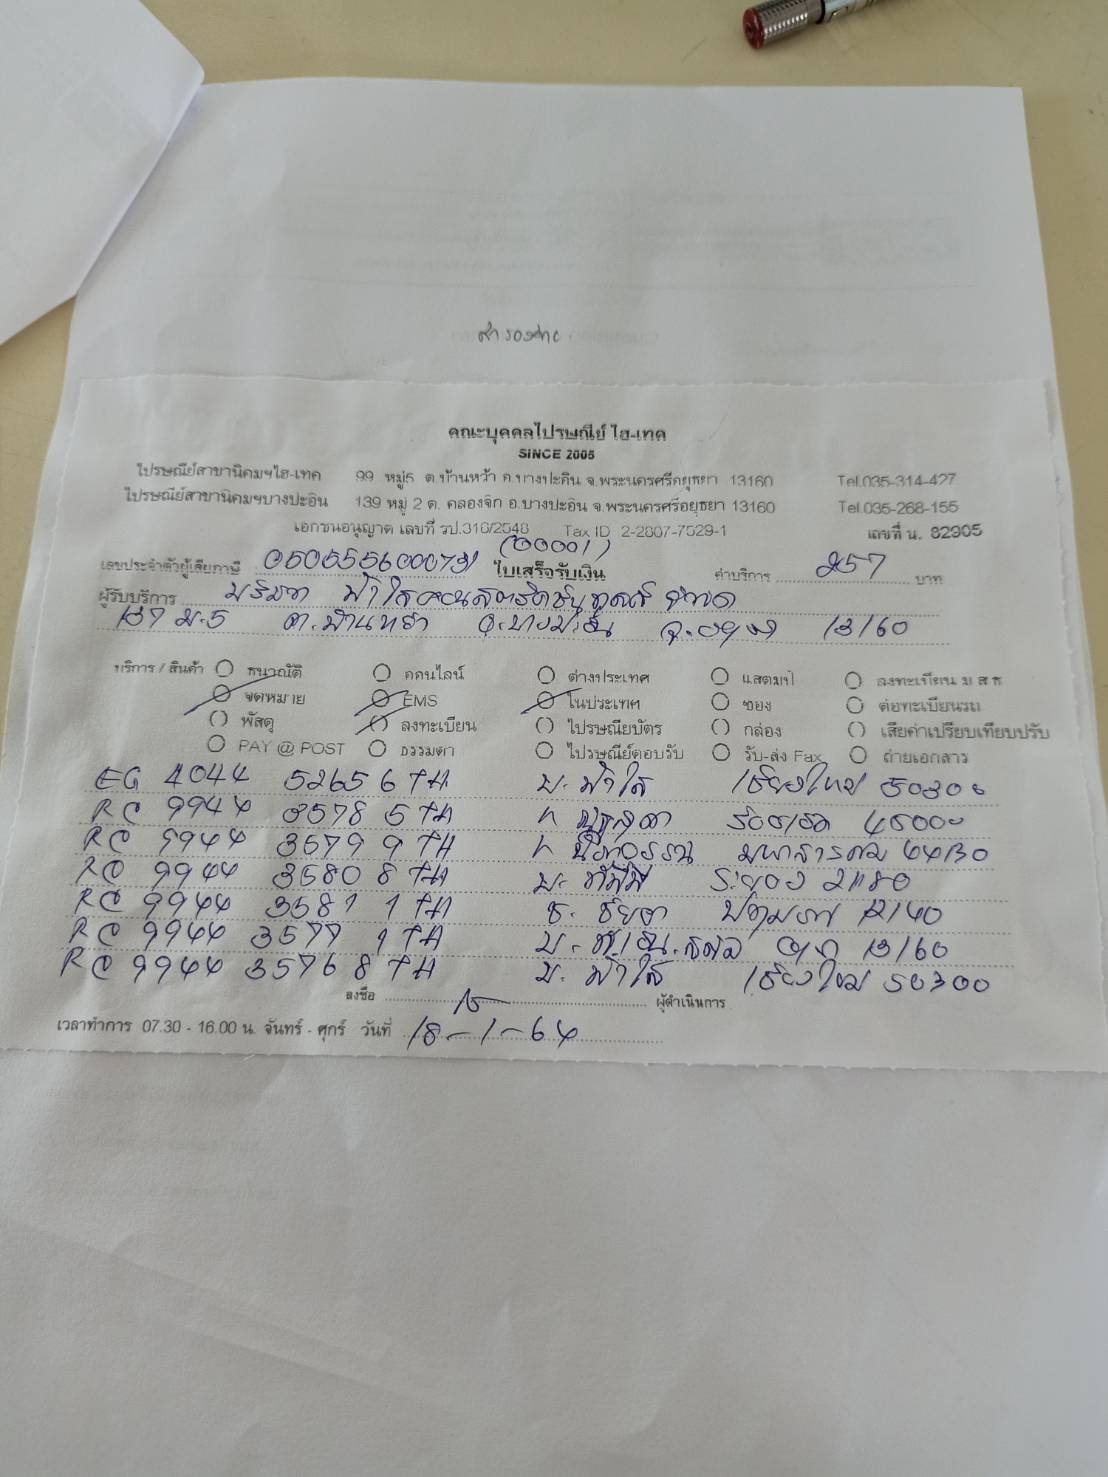 สำรองจ่าย
คณะบุคคลไปรษณีย์ ไฮ-เทค
SINCE 2005
ไปรษณีย์สาขานิคมฯไฮ-เทค 99 หมู่5 ต.บ้านหว้า อ.บางปะอิน จ.พระนครศรีอยุธยา 13160 Tel.035-314-427
ไปรษณีย์สาขานิคมฯบางปะอิน 139 หมู่ 2 ต. คลองจิก อ.บางปะอิน จ.พระนครศรีอยุธยา 13160 Tel.035-268-155
เอกชนอนุญาต เลขที่ รป.316/2548 Tax ID 2-2807-7529-1 เลขที่ น. 82905
(00001)
เลขประจำตัวผู้เสียภาษี 0505556000731 ใบเสร็จรับเงิน ค่าบริการ 257 บาท
ผู้รับบริการ บริษัท ฟ้าใสคอนสตรัคชั่น จำกัด
137 ม.5 ต.บ้านหว้า อ.บางปะอิน จ.อยุธยา 13160
บริการ / สินค้า ธนาณัติ ออนไลน์ ต่างประเทศ แสตมป์ ลงทะเบียน ม ส ธ
จดหมาย EMS ในประเทศ ซอง ต่อทะเบียนรถ
พัสดุ ลงทะเบียน ไปรษณียบัตร กล่อง เสียค่าเปรียบเทียบปรับ
PAY @ POST ธรรมดา ไปรษณีย์ตอบรับ รับ-ส่ง Fax ถ่ายเอกสาร
EG 4044 5265 6 TH บ. ฟ้าใส เชียงใหม่ 50300
RC 9944 3578 5 TH ร้อยเอ็ด 45000
RC 9944 3579 9 TH มหาสารคาม 44130
RC 9944 3580 8 TH บ. ระยอง 21180
RC 9944 3581 1 TH ธ. ปทุมธานี 12140
RC 9944 3577 1 TH บ. อยุธยา 13160
RC 9944 3576 8 TH บ. ฟ้าใส เชียงใหม่ 50300
ลงชื่อ ผู้ดำเนินการ
เวลาทำการ 07.30 - 16.00 น. จันทร์ - ศุกร์ วันที่ 18-1-64